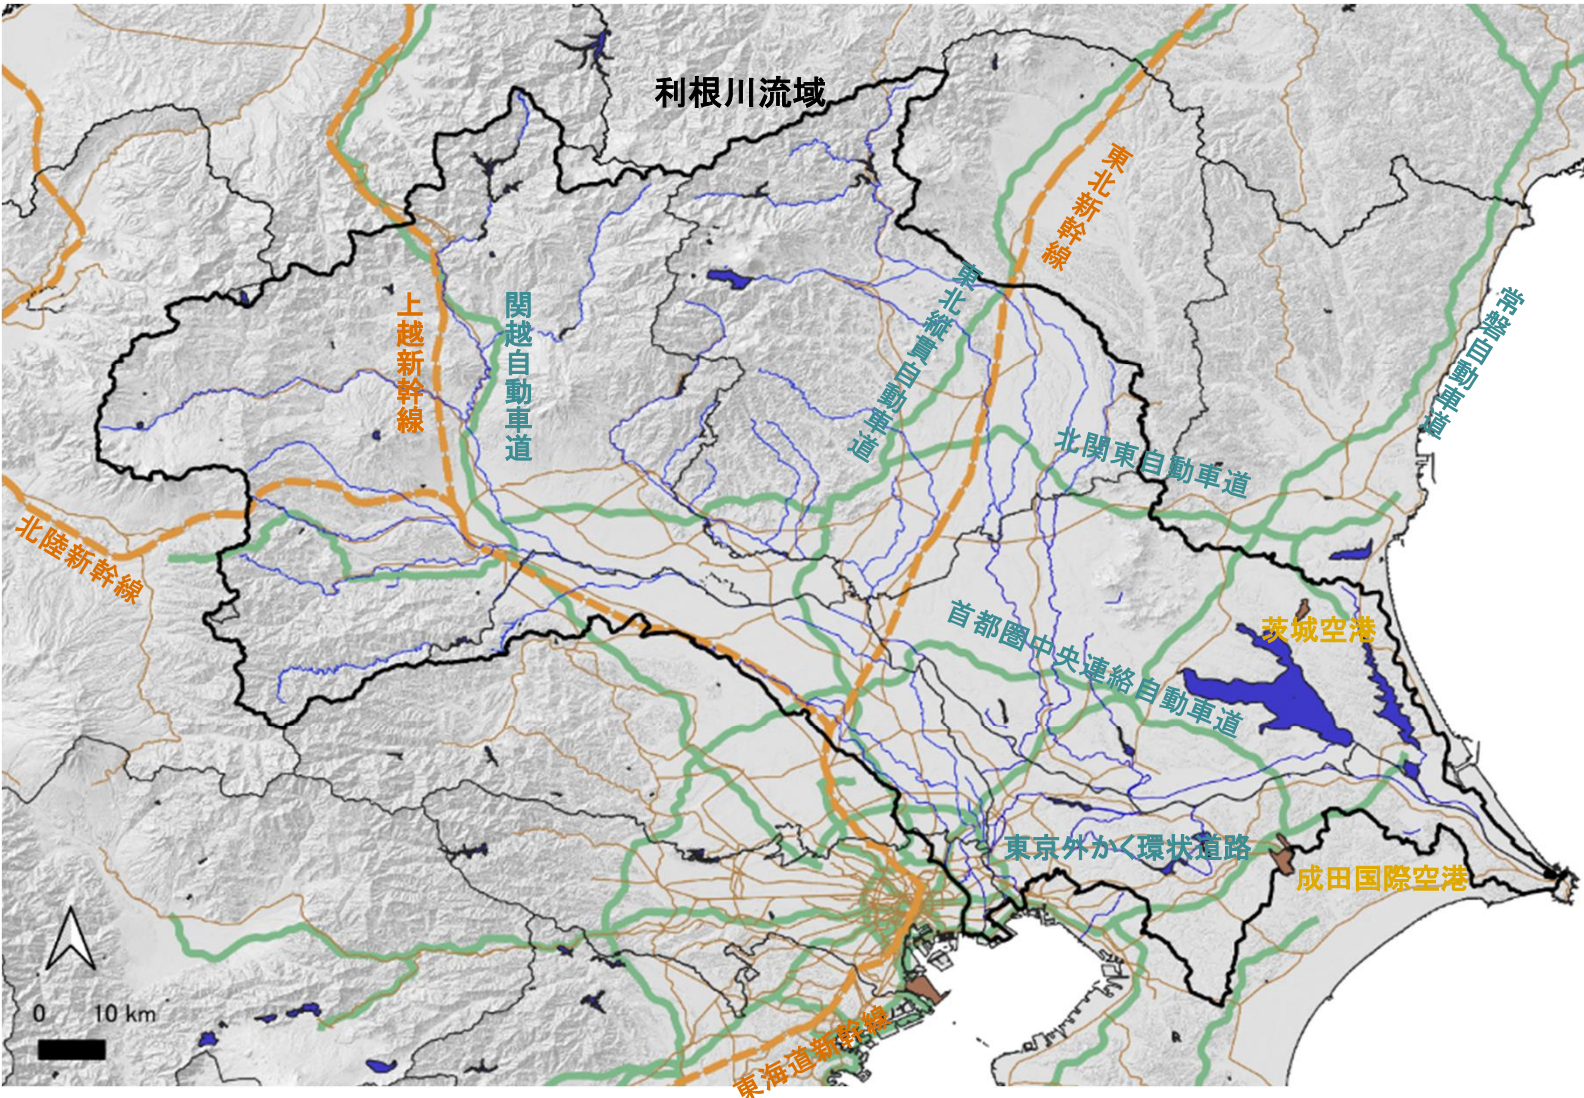 利根川流域
東北新幹線
上越新幹線
関越自動車道
東北縦貫自動車道
常磐自動車道
北関東自動車道
北陸新幹線
首都圏中央連絡自動車道
茨城空港
東京外かく環状道路
成田国際空港
0 10 km
東海道新幹線